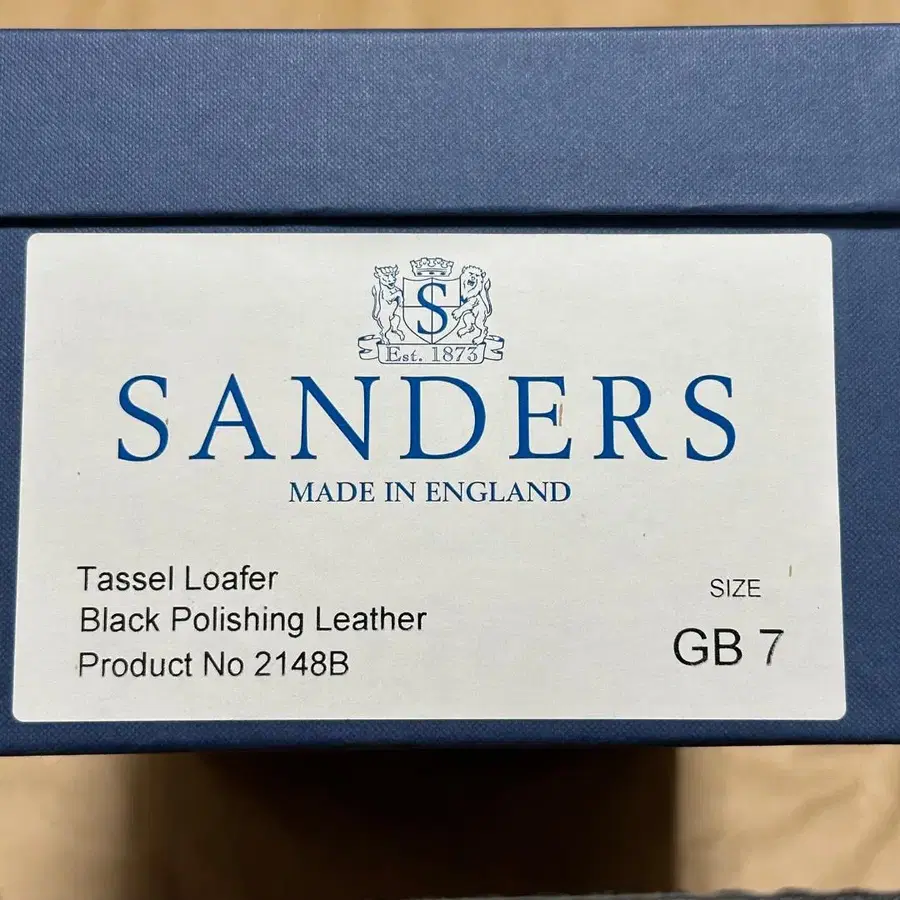 S
Est. 1873
SANDERS
MADE IN ENGLAND
Tassel Loafer
Black Polishing Leather
Product No 2148B
SIZE
GB 7